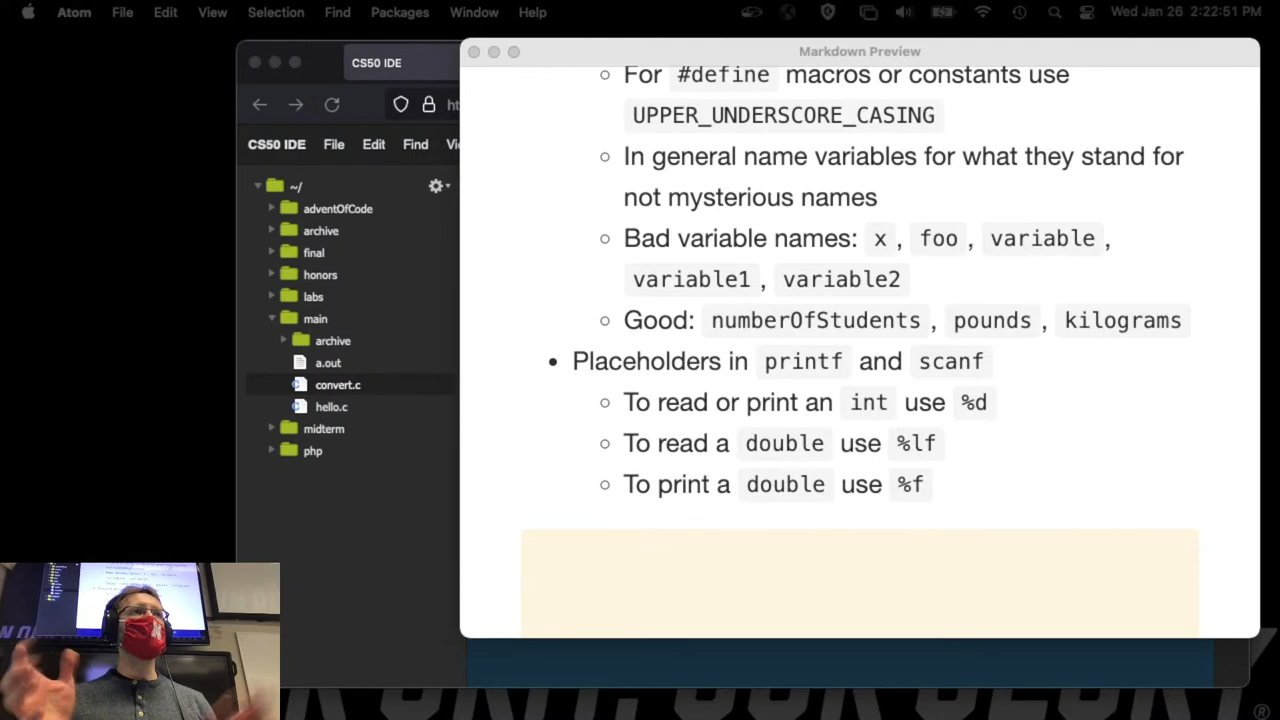 Atom File Edit View Selection Find Packages Window Help Wed Jan 26 2:22:51 PM
Markdown Preview
CS50 IDE
CS50 IDE File Edit Find
~/
adventOfCode
archive
final
honors
labs
main
archive
a.out
convert.c
hello.c
midterm
php
For #define macros or constants use
UPPER_UNDERSCORE_CASING
In general name variables for what they stand for
not mysterious names
Bad variable names: x, foo, variable,
variable1, variable2
Good: numberOfStudents, pounds, kilograms
Placeholders in printf and scanf
To read or print an int use %d
To read a double use %lf
To print a double use %f